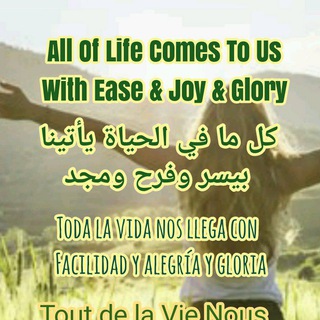 All Of Life Comes To Us
With Ease & Joy & Glory
كل ما في الحياة يأتينا
بيسر وفرح ومجد
TODA LA VIDA NOS LLEGA CON
FACILIDAD Y ALEGRÍA Y GLORIA
Tout de la Vie Nous